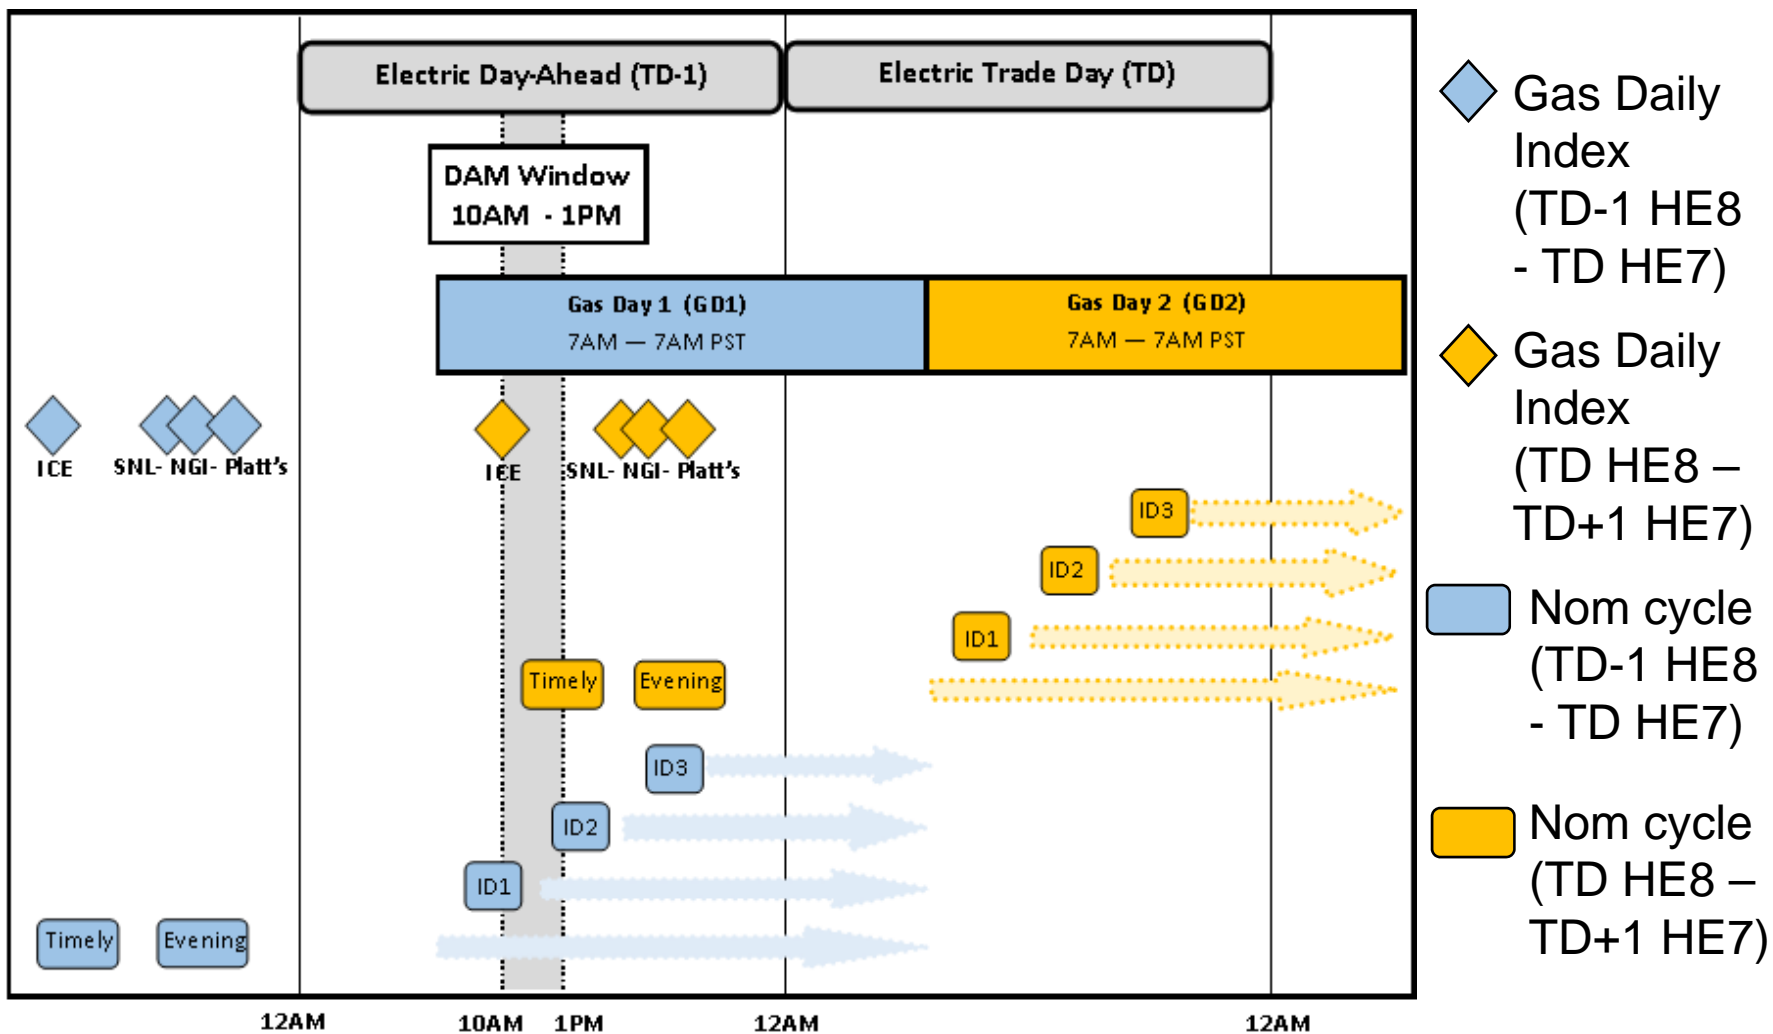 Electric Day-Ahead (TD-1)
Electric Trade Day (TD)
DAM Window
10AM - 1PM
Gas Day 1 (GD1)
7AM — 7AM PST
Gas Day 2 (GD2)
7AM — 7AM PST
ICE
SNL- NGI- Platt's
ICE
SNL- NGI- Platt's
ID3
ID2
ID1
Timely
Evening
ID3
ID2
ID1
Timely
Evening
12AM
10AM
1PM
12AM
12AM
Gas Daily
Index
(TD-1 HE8
- TD HE7)
Gas Daily
Index
(TD HE8 –
TD+1 HE7)
Nom cycle
(TD-1 HE8
- TD HE7)
Nom cycle
(TD HE8 –
TD+1 HE7)